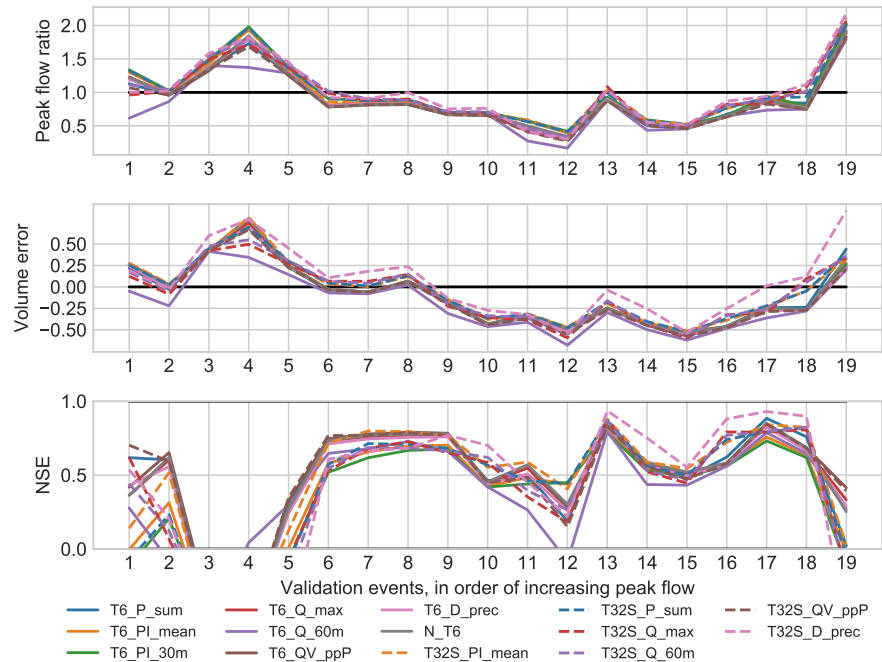 Peak flow ratio
2.0
1.5
1.0
0.5
1 2 3 4 5 6 7 8 9 10 11 12 13 14 15 16 17 18 19
Volume error
0.50
0.25
0.00
−0.25
−0.50
1 2 3 4 5 6 7 8 9 10 11 12 13 14 15 16 17 18 19
NSE
1.0
0.5
0.0
1 2 3 4 5 6 7 8 9 10 11 12 13 14 15 16 17 18 19
Validation events, in order of increasing peak flow
T6_P_sum T6_Q_max T6_D_prec T32S_P_sum T32S_QV_ppP
T6_PI_mean T6_Q_60m N_T6 T32S_Q_max T32S_D_prec
T6_PI_30m T6_QV_ppP T32S_PI_mean T32S_Q_60m